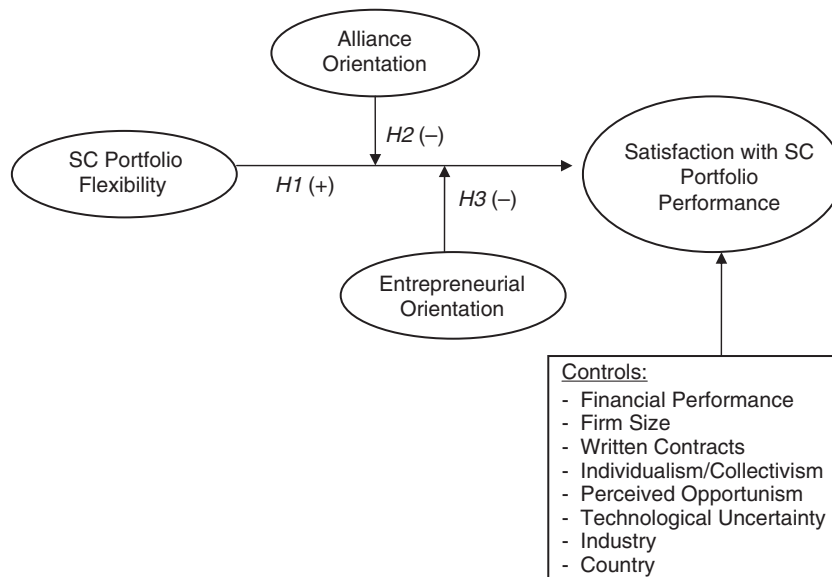 Alliance
Orientation
H2 (–)
SC Portfolio
Flexibility
H1 (+)
Satisfaction with SC
Portfolio
Performance
H3 (–)
Entrepreneurial
Orientation
Controls:
- Financial Performance
- Firm Size
- Written Contracts
- Individualism/Collectivism
- Perceived Opportunism
- Technological Uncertainty
- Industry
- Country